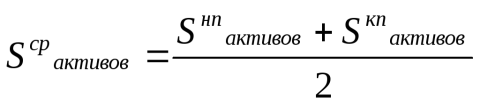 S^ср активов = (S^нп активов + S^кп активов) / 2